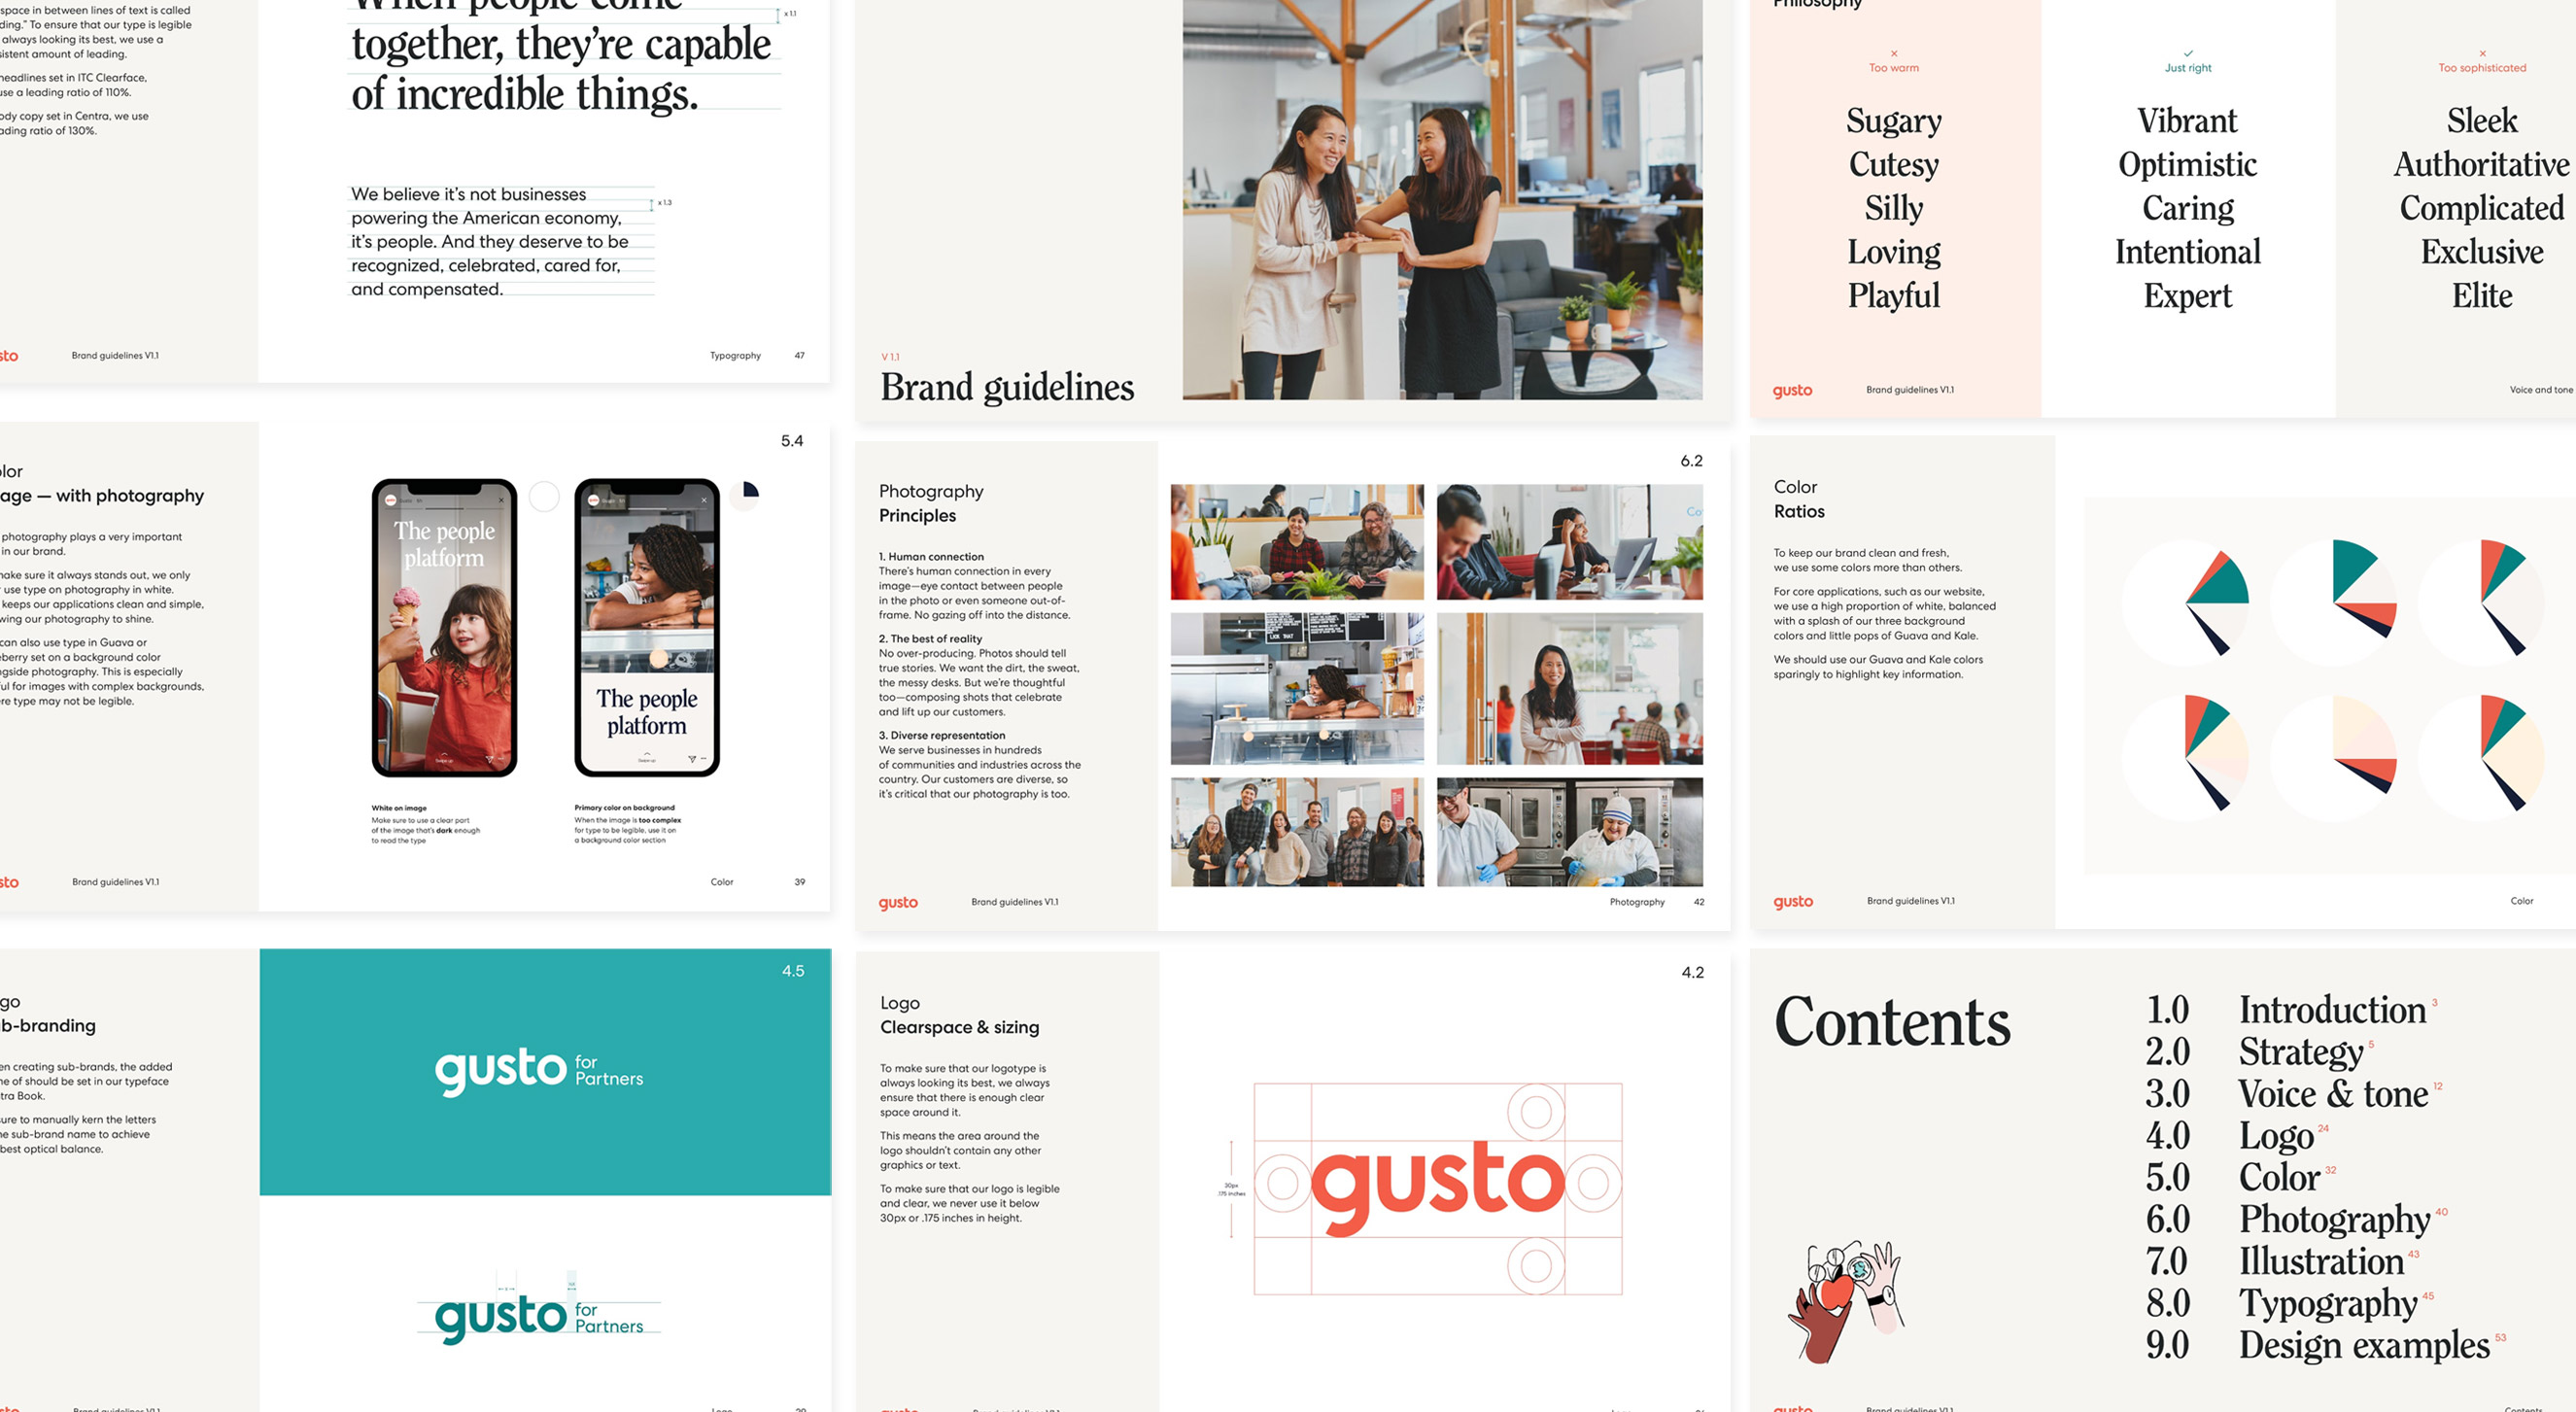 space in between lines of text is called
ding." To ensure that our type is legible
always looking its best, we use a
sistent amount of leading.
headlines set in ITC Clearface,
use a leading ratio of 110%.
ody copy set in Centra, we use
ading ratio of 130%.
When people come
together, they're capable
of incredible things.
x 1.1
We believe it's not businesses
powering the American economy,
it's people. And they deserve to be
recognized, celebrated, cared for,
and compensated.
x 1.3
sto
Brand guidelines V1.1
Typography
47
V 1.1
Brand guidelines
Philosophy
Too warm
Sugary
Cutesy
Silly
Loving
Playful
Just right
Vibrant
Optimistic
Caring
Intentional
Expert
Too sophisticated
Sleek
Authoritative
Complicated
Exclusive
Elite
gusto
Brand guidelines V1.1
Voice and tone
5.4
olor
age — with photography
photography plays a very important
in our brand.
make sure it always stands out, we only
use type on photography in white.
keeps our applications clean and simple,
wing our photography to shine.
can also use type in Guava or
eberry set on a background color
ngside photography. This is especially
ful for images with complex backgrounds,
ere type may not be legible.
The people
platform
The people
platform
White on image
Make sure to use a clear part
of the image that's dark enough
to read the type
Primary color on background
When the image is too complex
for type to be legible, use it on
a background color section
sto
Brand guidelines V1.1
Color
39
6.2
Photography
Principles
1. Human connection
There's human connection in every
image—eye contact between people
in the photo or even someone out-of-
frame. No gazing off into the distance.
2. The best of reality
No over-producing. Photos should tell
true stories. We want the dirt, the sweat,
the messy desks. But we're thoughtful
too—composing shots that celebrate
and lift up our customers.
3. Diverse representation
We serve businesses in hundreds
of communities and industries across the
country. Our customers are diverse, so
it's critical that our photography is too.
gusto
Brand guidelines V1.1
Photography
42
Color
Ratios
To keep our brand clean and fresh,
we use some colors more than others.
For core applications, such as our website,
we use a high proportion of white, balanced
with a splash of our three background
colors and little pops of Guava and Kale.
We should use our Guava and Kale colors
sparingly to highlight key information.
gusto
Brand guidelines V1.1
Color
4.5
go
b-branding
en creating sub-brands, the added
ne of should be set in our typeface
tra Book.
sure to manually kern the letters
he sub-brand name to achieve
best optical balance.
gusto for
Partners
gusto for
Partners
Brand guidelines V1.1
4.2
Logo
Clearspace & sizing
To make sure that our logotype is
always looking its best, we always
ensure that there is enough clear
space around it.
This means the area around the
logo shouldn't contain any other
graphics or text.
To make sure that our logo is legible
and clear, we never use it below
30px or .175 inches in height.
30px
.175 inches
gusto
Contents
1.0 Introduction 3
2.0 Strategy 5
3.0 Voice & tone 12
4.0 Logo 24
5.0 Color 32
6.0 Photography 40
7.0 Illustration 43
8.0 Typography 45
9.0 Design examples 53
gusto
Brand guidelines V1.1
Contents